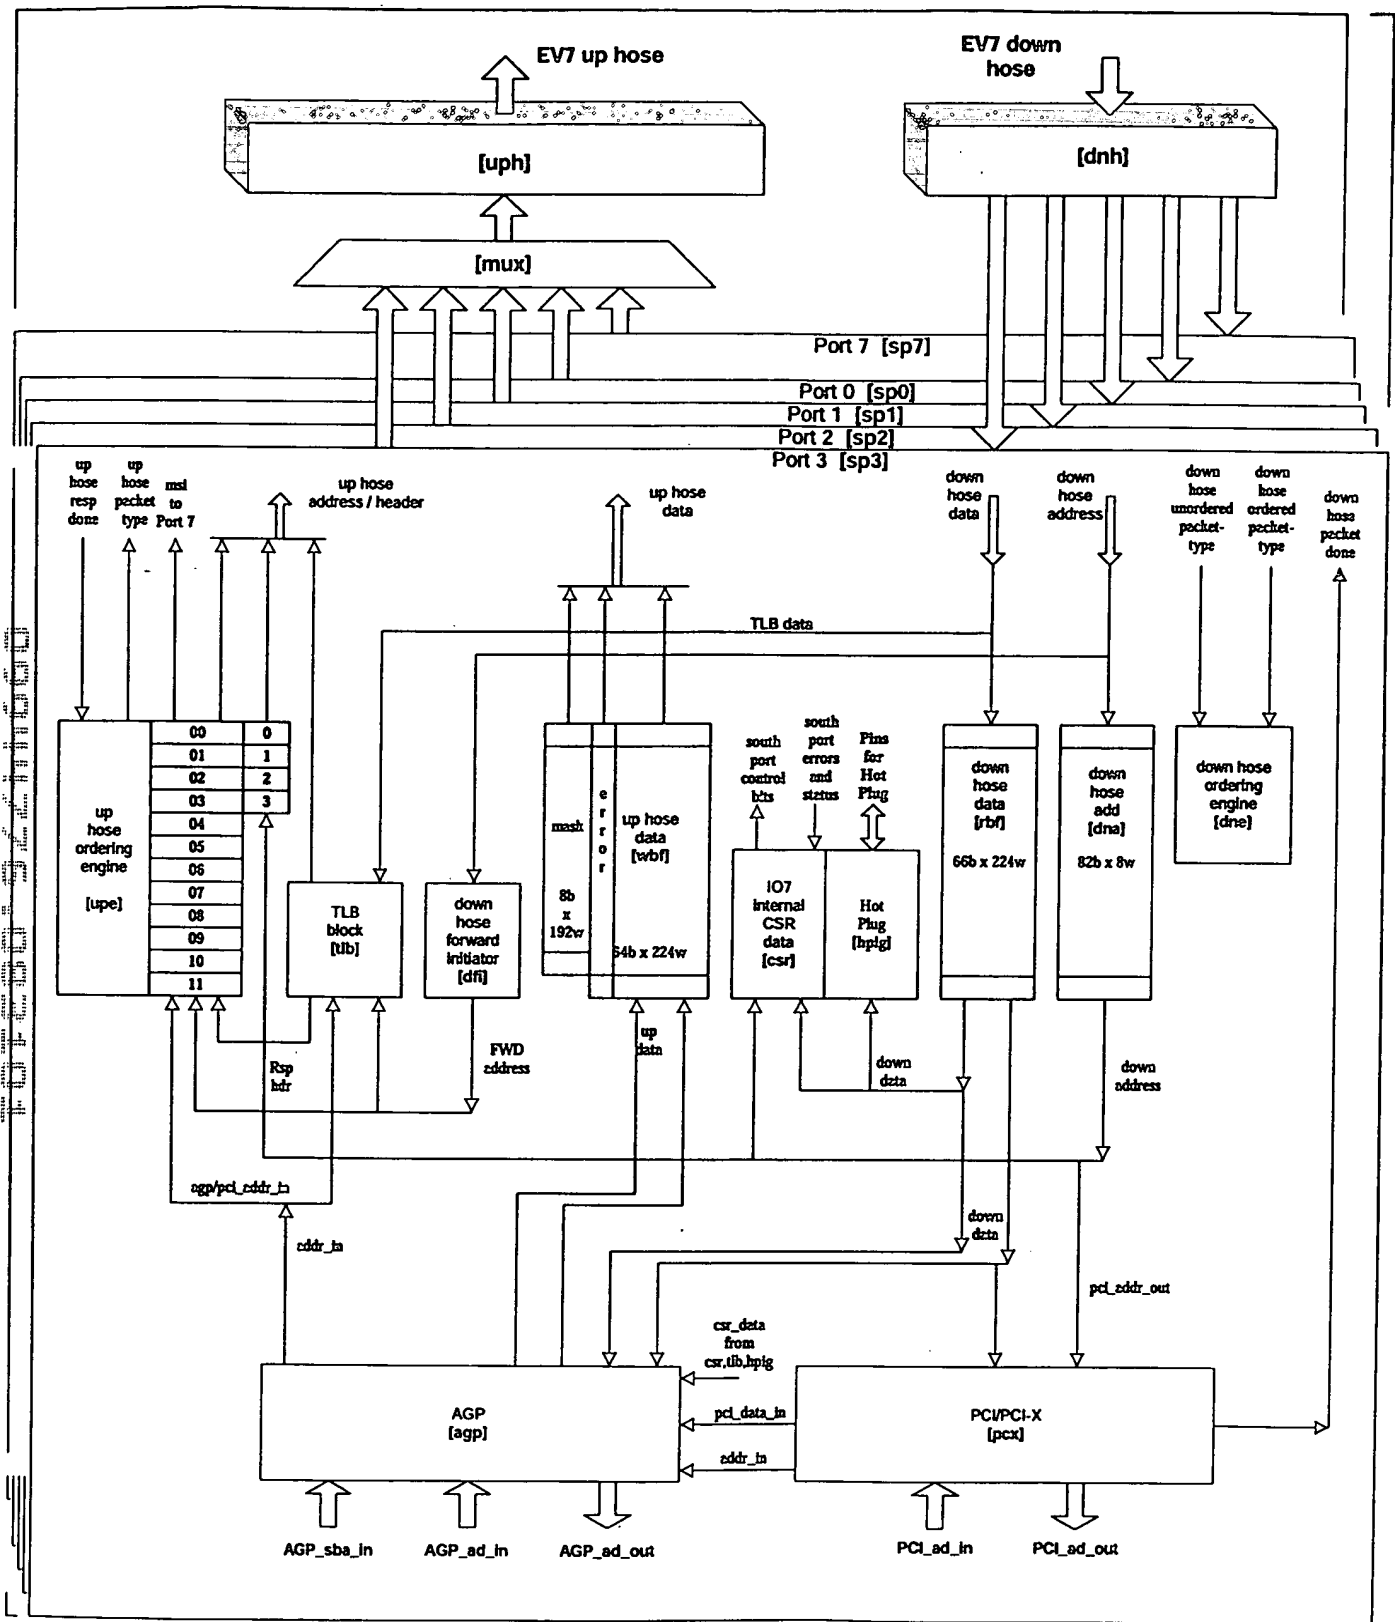 EV7 up hose
EV7 down
hose
[uph]
[dnh]
[mux]
Port 7 [sp7]
Port 0 [sp0]
Port 1 [sp1]
Port 2 [sp2]
Port 3 [sp3]
up
hose
resp
done
up
hose
packet
type
msi
to
Port 7
up hose
address / header
up hose
data
down
hose
data
down
hose
address
down
hose
unordered
packet-
type
down
hose
ordered
packet-
type
down
hose
packet
done
TLB data
up
hose
ordering
engine
[upe]
00
01
02
03
04
05
06
07
08
09
10
11
0
1
2
3
TLB
block
[tlb]
down
hose
forward
initiator
[dfi]
mask
8b
x
192w
e
r
r
o
r
up hose
data
[wbf]
64b x 224w
south
port
control
bits
south
port
errors
and
status
Pins
for
Hot
Plug
IO7
internal
CSR
data
[csr]
Hot
Plug
[hpig]
down
hose
data
[rbf]
66b x 224w
down
hose
add
[dna]
82b x 8w
down hose
ordering
engine
[dne]
Rsp
hdr
FWD
address
up
data
down
data
down
address
agp/pci_addr_in
addr_in
down
data
pci_addr_out
csr_data
from
csr,tlb,hpig
AGP
[agp]
pci_data_in
addr_in
PCI/PCI-X
[pcx]
AGP_sba_in
AGP_ad_in
AGP_ad_out
PCI_ad_in
PCI_ad_out